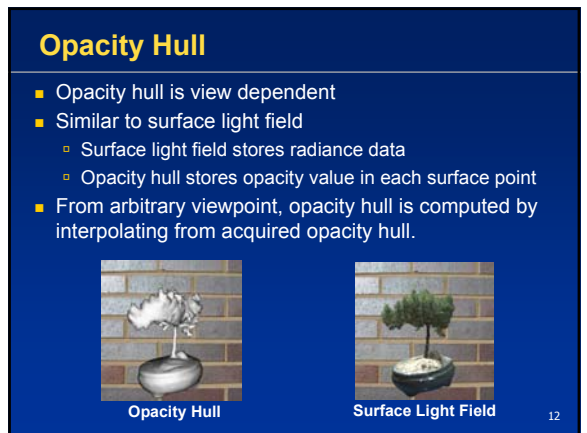 Opacity Hull
Opacity hull is view dependent
Similar to surface light field
Surface light field stores radiance data
Opacity hull stores opacity value in each surface point
From arbitrary viewpoint, opacity hull is computed by
interpolating from acquired opacity hull.
Opacity Hull
Surface Light Field
12